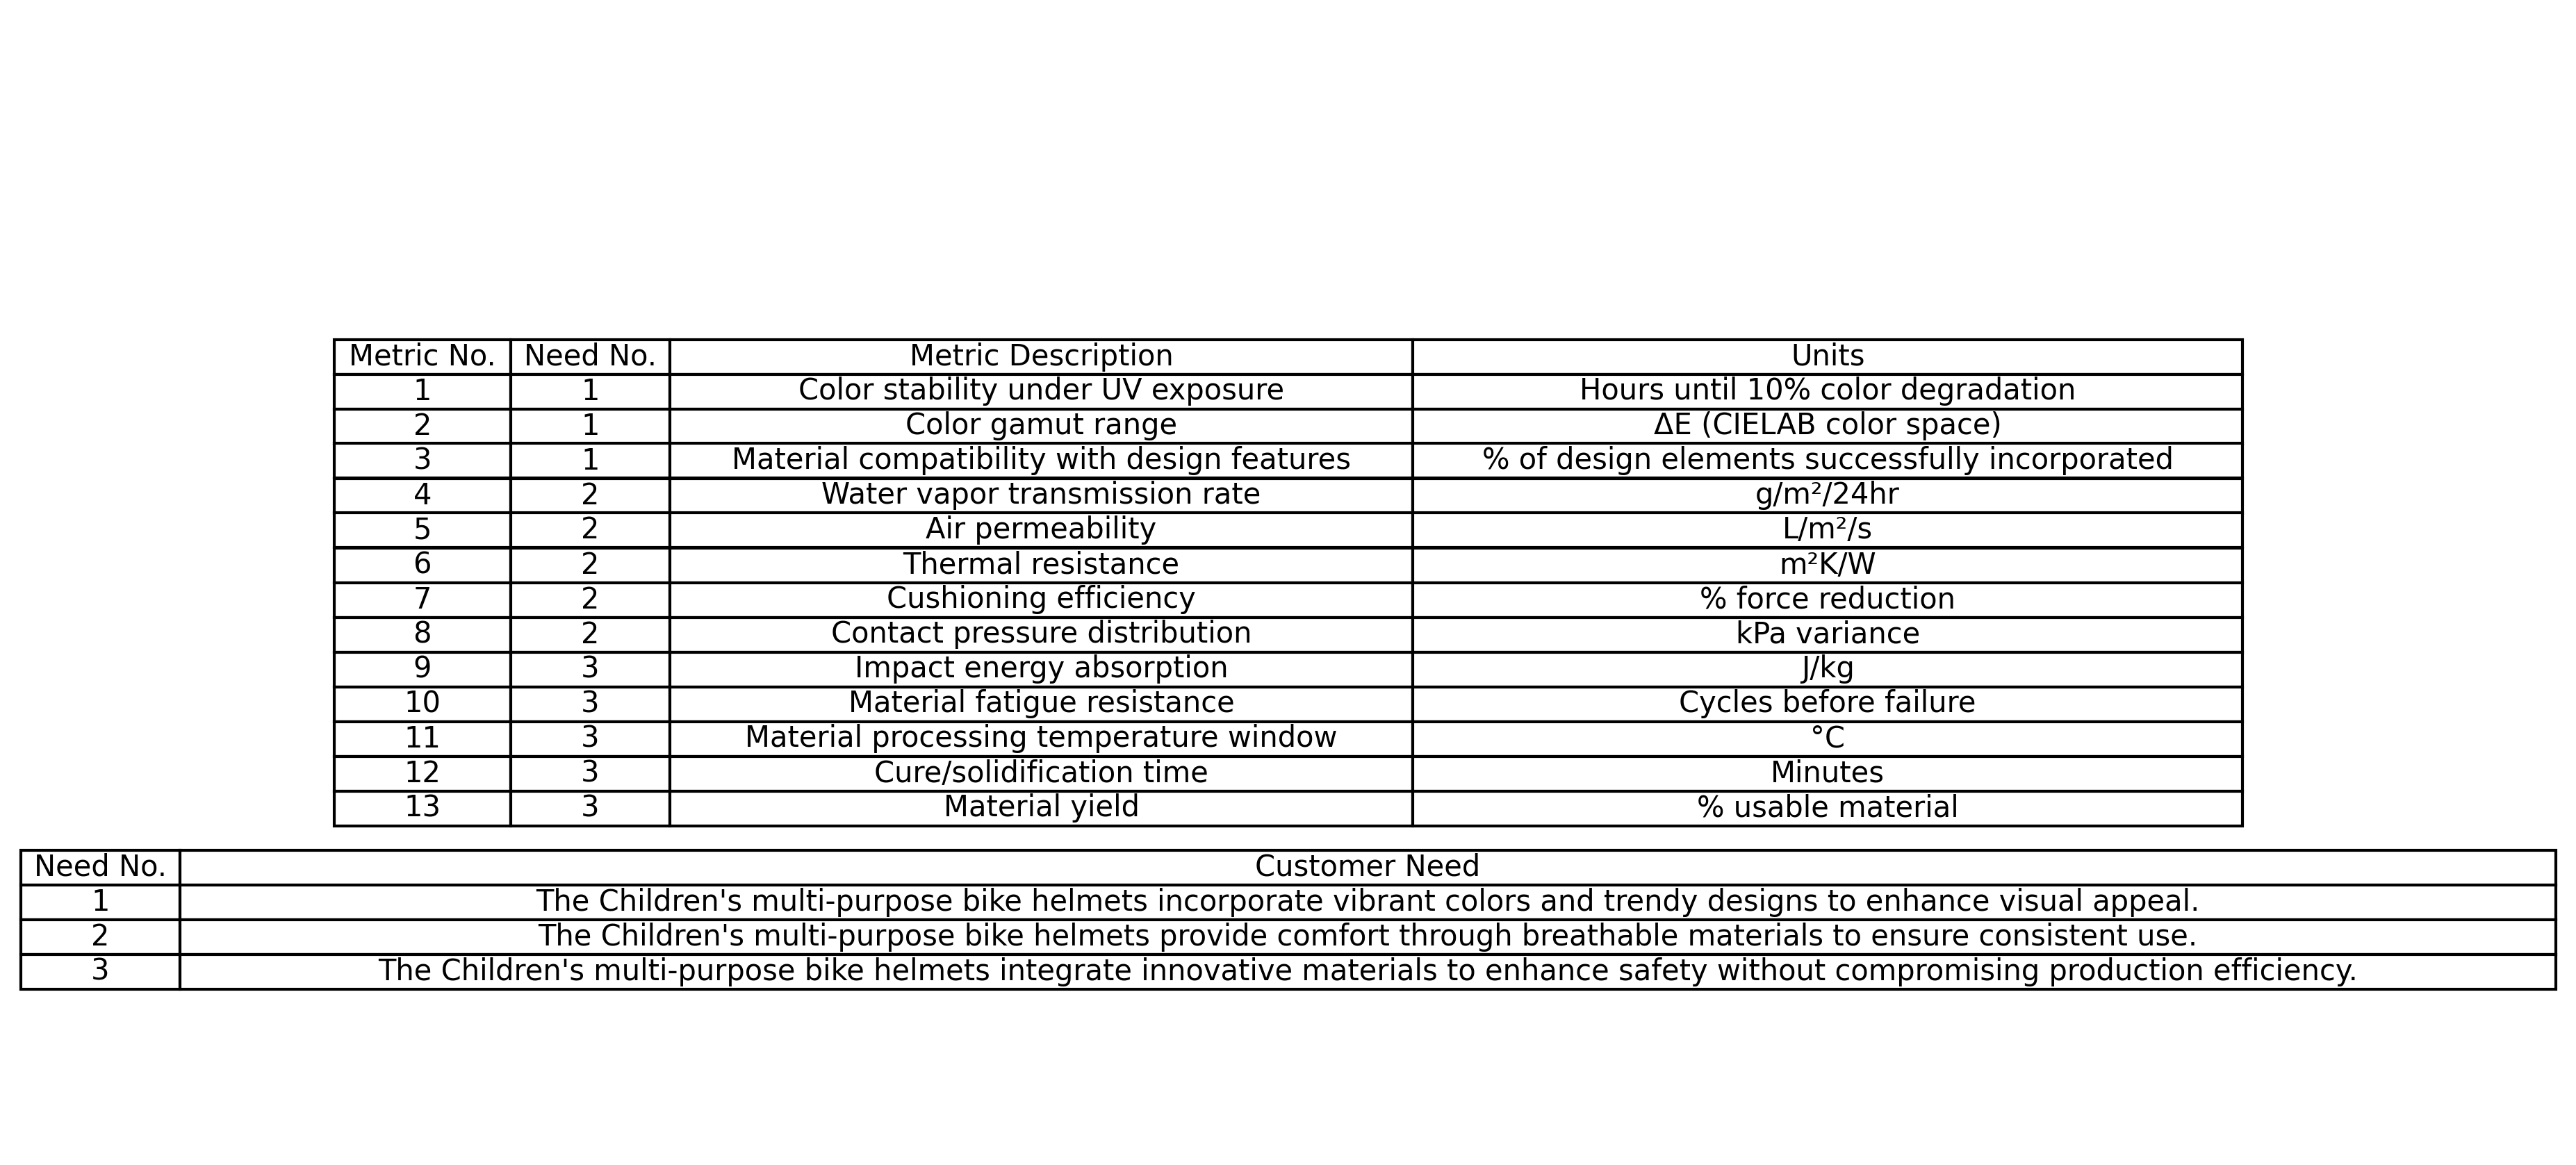 Metric No. Need No. Metric Description Units
1 1 Color stability under UV exposure Hours until 10% color degradation
2 1 Color gamut range ΔE (CIELAB color space)
3 1 Material compatibility with design features % of design elements successfully incorporated
4 2 Water vapor transmission rate g/m²/24hr
5 2 Air permeability L/m²/s
6 2 Thermal resistance m²K/W
7 2 Cushioning efficiency % force reduction
8 2 Contact pressure distribution kPa variance
9 3 Impact energy absorption J/kg
10 3 Material fatigue resistance Cycles before failure
11 3 Material processing temperature window °C
12 3 Cure/solidification time Minutes
13 3 Material yield % usable material
Need No. Customer Need
1 The Children's multi-purpose bike helmets incorporate vibrant colors and trendy designs to enhance visual appeal.
2 The Children's multi-purpose bike helmets provide comfort through breathable materials to ensure consistent use.
3 The Children's multi-purpose bike helmets integrate innovative materials to enhance safety without compromising production efficiency.